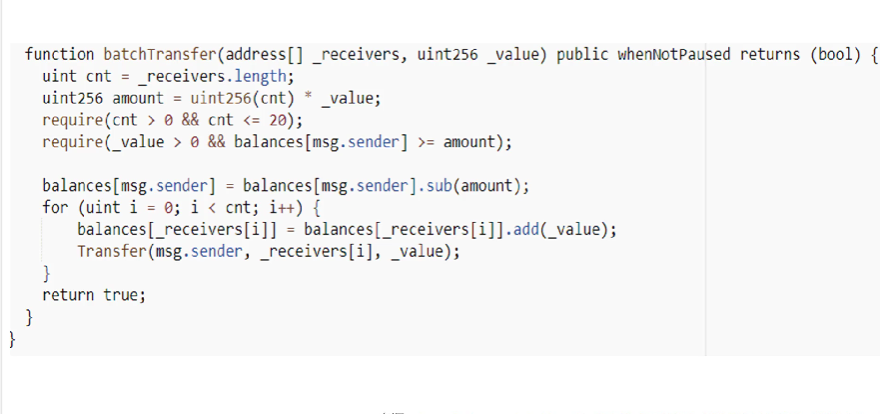 function batchTransfer(address[] _receivers, uint256 _value) public whenNotPaused returns (bool) {
uint cnt = _receivers.length;
uint256 amount = uint256(cnt) * _value;
require(cnt > 0 && cnt <= 20);
require(_value > 0 && balances[msg.sender] >= amount);
balances[msg.sender] = balances[msg.sender].sub(amount);
for (uint i = 0; i < cnt; i++) {
balances[_receivers[i]] = balances[_receivers[i]].add(_value);
Transfer(msg.sender, _receivers[i], _value);
}
return true;
}
}